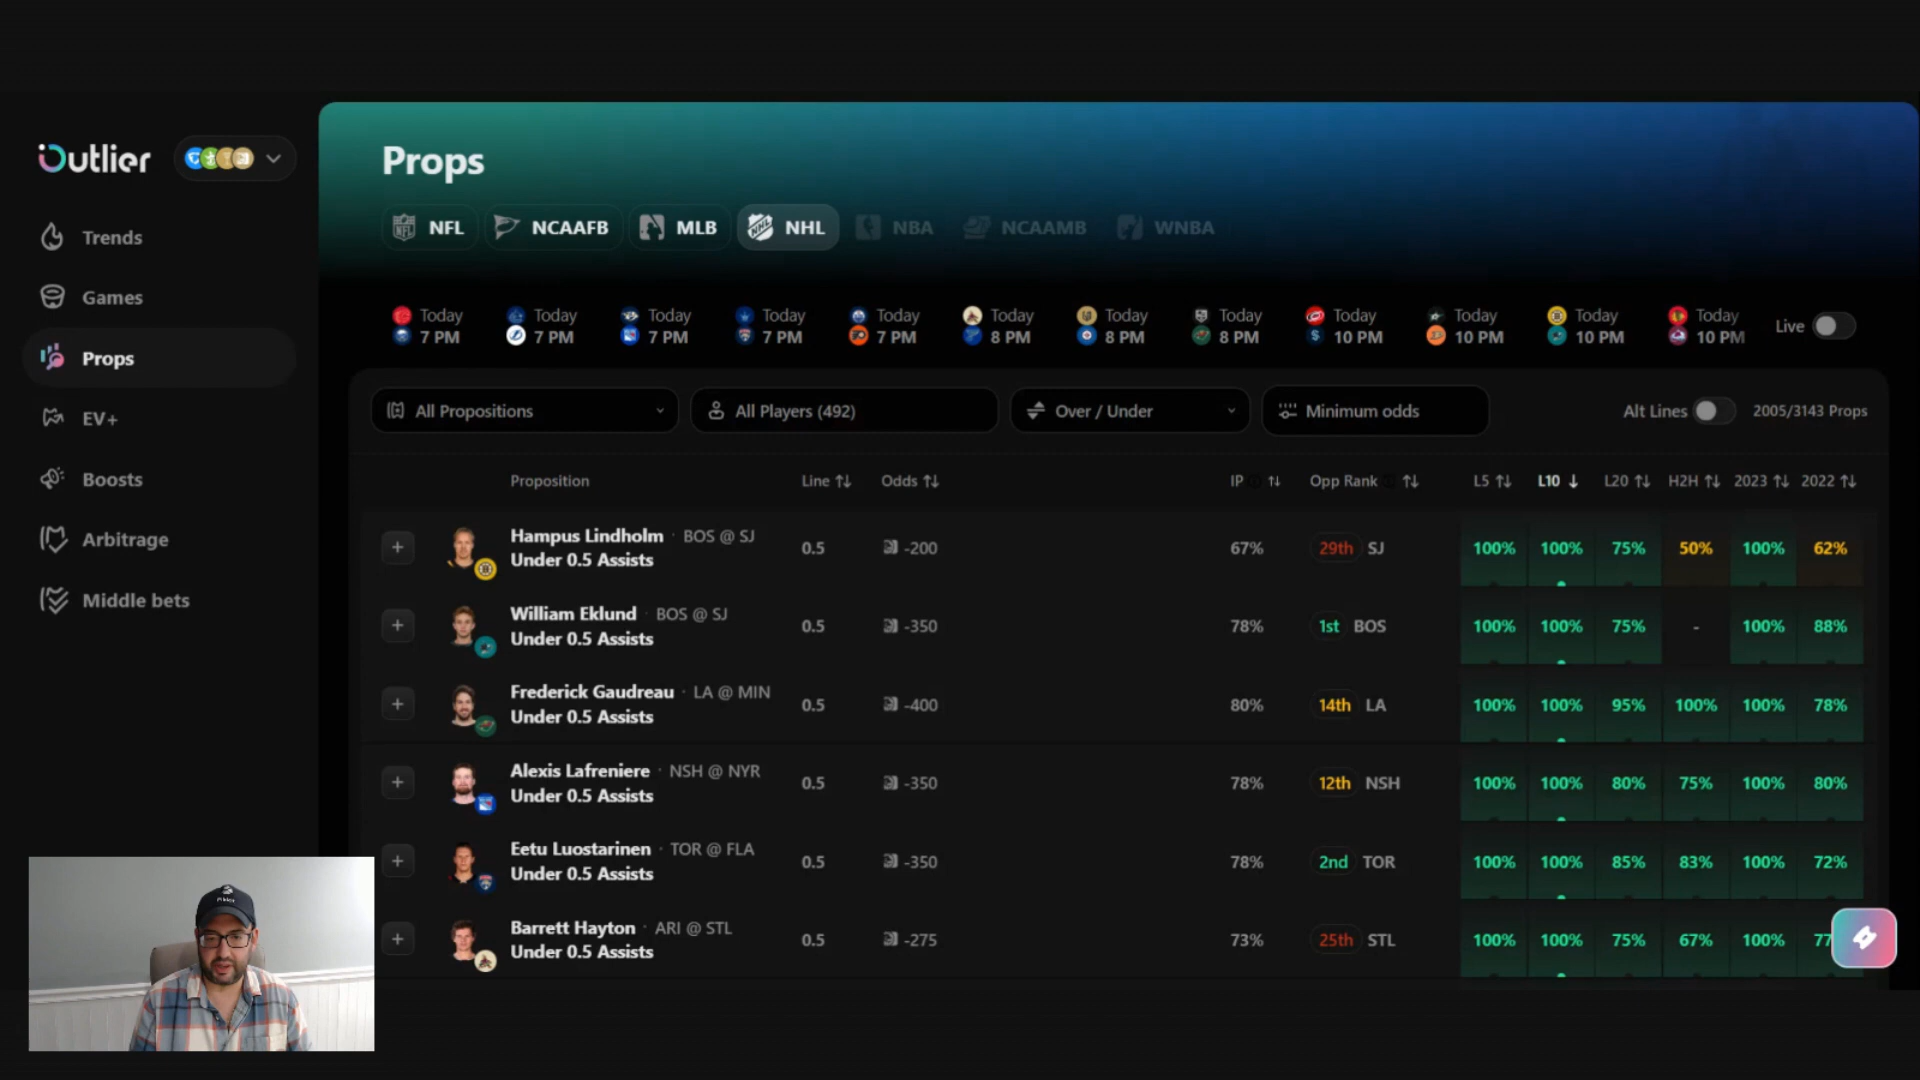 Outlier
Trends
Games
Props
EV+
Boosts
Arbitrage
Middle bets
Props
NFL NCAAFB MLB NHL NBA NCAAMB WNBA
Today Today Today Today Today Today Today Today Today Today Today Today
7 PM 7 PM 7 PM 7 PM 7 PM 8 PM 8 PM 8 PM 10 PM 10 PM 10 PM 10 PM
Live
All Propositions All Players (492) Over / Under Minimum odds Alt Lines 2005/3143 Props
Proposition Line Odds IP Opp Rank L5 L10 L20 H2H 2023 2022
Hampus Lindholm · BOS @ SJ
Under 0.5 Assists
0.5 -200 67% 29th SJ 100% 100% 75% 50% 100% 62%
William Eklund · BOS @ SJ
Under 0.5 Assists
0.5 -350 78% 1st BOS 100% 100% 75% - 100% 88%
Frederick Gaudreau · LA @ MIN
Under 0.5 Assists
0.5 -400 80% 14th LA 100% 100% 95% 100% 100% 78%
Alexis Lafreniere · NSH @ NYR
Under 0.5 Assists
0.5 -350 78% 12th NSH 100% 100% 80% 75% 100% 80%
Eetu Luostarinen · TOR @ FLA
Under 0.5 Assists
0.5 -350 78% 2nd TOR 100% 100% 85% 83% 100% 72%
Barrett Hayton · ARI @ STL
Under 0.5 Assists
0.5 -275 73% 25th STL 100% 100% 75% 67% 100% 77